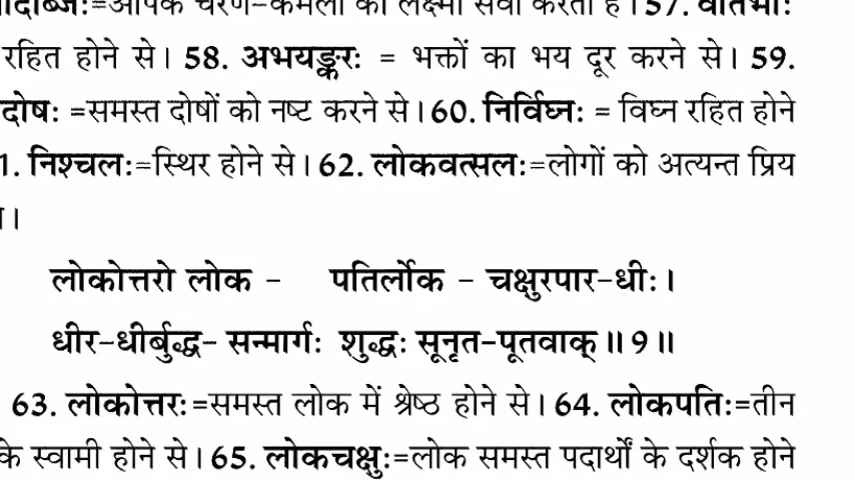 चरण-कमलों की लक्ष्मी सेवा करती है। 57.
रहित होने से। 58. अभयङ्करः = भक्तों का भय दूर करने से। 59.
दोषः =समस्त दोषों को नष्ट करने से। 60. निर्विघ्नः = विघ्न रहित होने
1. निश्चलः=स्थिर होने से। 62. लोकवत्सलः=लोगों को अत्यन्त प्रिय
।
लोकोत्तरो लोक - पतिर्लोक - चक्षुरपार-धीः।
धीर-धीर्बुद्ध- सन्मार्गः शुद्धः सूनृत-पूतवाक्॥9॥
63. लोकोत्तरः=समस्त लोक में श्रेष्ठ होने से। 64. लोकपतिः=तीन
के स्वामी होने से। 65. लोकचक्षुः=लोक समस्त पदार्थों के दर्शक होने